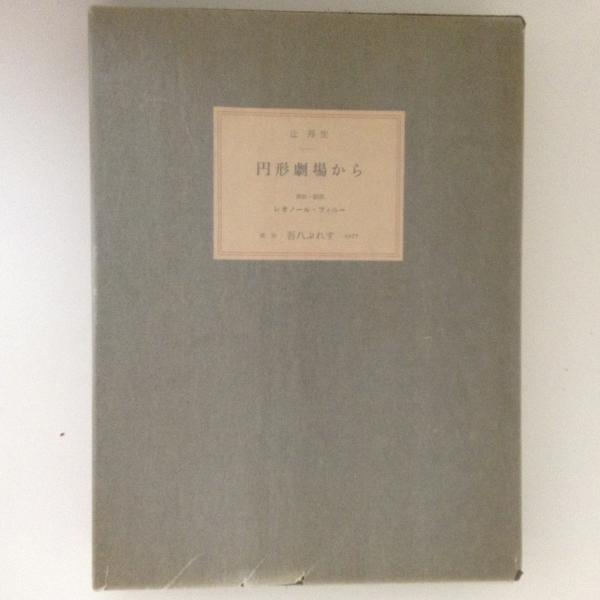 辻 邦生
円形劇場から
レオノール・フィニー
吾八ぷれす 1977